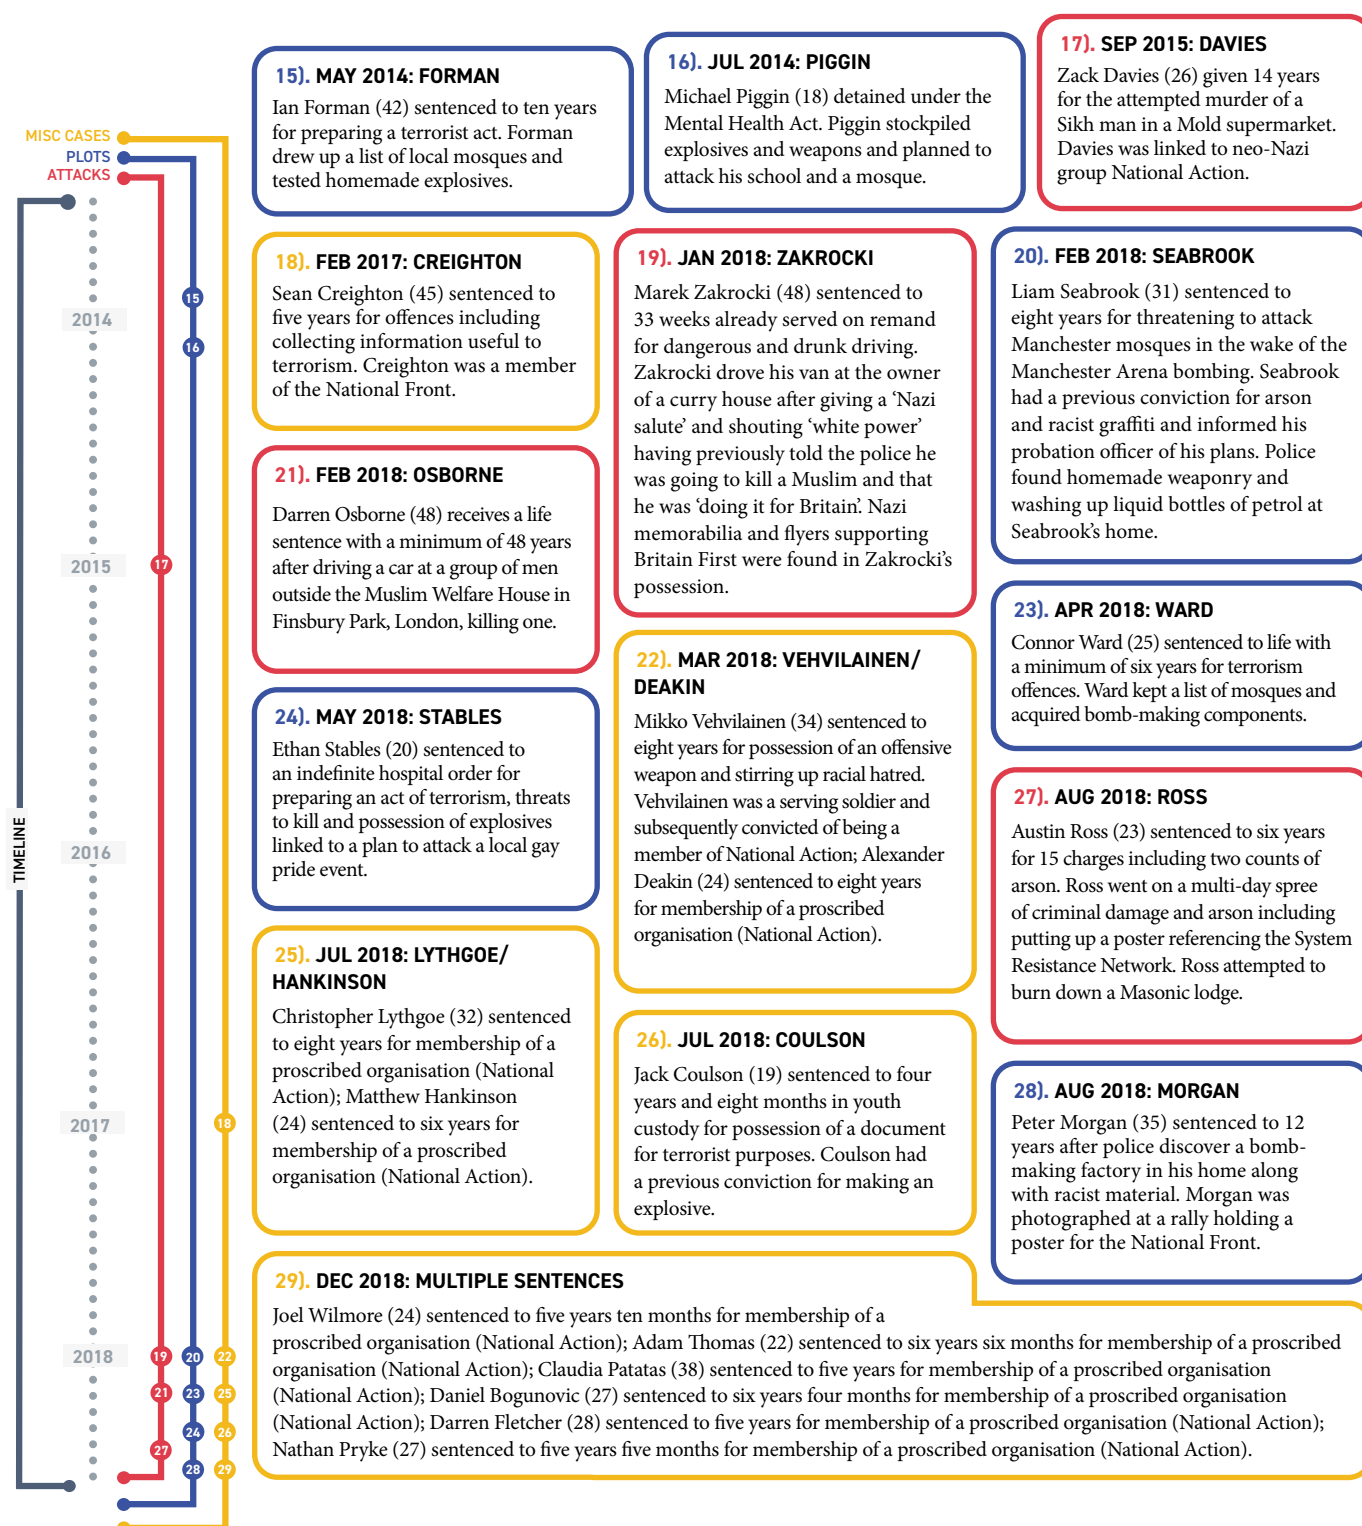 MISC CASES
PLOTS
ATTACKS
TIMELINE
2014
2015
2016
2017
2018
15
16
17
18
19
20
22
21
23
25
24
26
27
28
29
15). MAY 2014: FORMAN
Ian Forman (42) sentenced to ten years
for preparing a terrorist act. Forman
drew up a list of local mosques and
tested homemade explosives.
16). JUL 2014: PIGGIN
Michael Piggin (18) detained under the
Mental Health Act. Piggin stockpiled
explosives and weapons and planned to
attack his school and a mosque.
17). SEP 2015: DAVIES
Zack Davies (26) given 14 years
for the attempted murder of a
Sikh man in a Mold supermarket.
Davies was linked to neo-Nazi
group National Action.
18). FEB 2017: CREIGHTON
Sean Creighton (45) sentenced to
five years for offences including
collecting information useful to
terrorism. Creighton was a member
of the National Front.
19). JAN 2018: ZAKROCKI
Marek Zakrocki (48) sentenced to
33 weeks already served on remand
for dangerous and drunk driving.
Zakrocki drove his van at the owner
of a curry house after giving a ‘Nazi
salute’ and shouting ‘white power’
having previously told the police he
was going to kill a Muslim and that
he was ‘doing it for Britain’. Nazi
memorabilia and flyers supporting
Britain First were found in Zakrocki’s
possession.
20). FEB 2018: SEABROOK
Liam Seabrook (31) sentenced to
eight years for threatening to attack
Manchester mosques in the wake of the
Manchester Arena bombing. Seabrook
had a previous conviction for arson
and racist graffiti and informed his
probation officer of his plans. Police
found homemade weaponry and
washing up liquid bottles of petrol at
Seabrook’s home.
21). FEB 2018: OSBORNE
Darren Osborne (48) receives a life
sentence with a minimum of 48 years
after driving a car at a group of men
outside the Muslim Welfare House in
Finsbury Park, London, killing one.
22). MAR 2018: VEHVILAINEN/
DEAKIN
Mikko Vehvilainen (34) sentenced to
eight years for possession of an offensive
weapon and stirring up racial hatred.
Vehvilainen was a serving soldier and
subsequently convicted of being a
member of National Action; Alexander
Deakin (24) sentenced to eight years
for membership of a proscribed
organisation (National Action).
23). APR 2018: WARD
Connor Ward (25) sentenced to life with
a minimum of six years for terrorism
offences. Ward kept a list of mosques and
acquired bomb-making components.
24). MAY 2018: STABLES
Ethan Stables (20) sentenced to
an indefinite hospital order for
preparing an act of terrorism, threats
to kill and possession of explosives
linked to a plan to attack a local gay
pride event.
25). JUL 2018: LYTHGOE/
HANKINSON
Christopher Lythgoe (32) sentenced
to eight years for membership of a
proscribed organisation (National
Action); Matthew Hankinson
(24) sentenced to six years for
membership of a proscribed
organisation (National Action).
26). JUL 2018: COULSON
Jack Coulson (19) sentenced to four
years and eight months in youth
custody for possession of a document
for terrorist purposes. Coulson had
a previous conviction for making an
explosive.
27). AUG 2018: ROSS
Austin Ross (23) sentenced to six years
for 15 charges including two counts of
arson. Ross went on a multi-day spree
of criminal damage and arson including
putting up a poster referencing the System
Resistance Network. Ross attempted to
burn down a Masonic lodge.
28). AUG 2018: MORGAN
Peter Morgan (35) sentenced to 12
years after police discover a bomb-
making factory in his home along
with racist material. Morgan was
photographed at a rally holding a
poster for the National Front.
29). DEC 2018: MULTIPLE SENTENCES
Joel Wilmore (24) sentenced to five years ten months for membership of a
proscribed organisation (National Action); Adam Thomas (22) sentenced to six years six months for membership of a proscribed
organisation (National Action); Claudia Patatas (38) sentenced to five years for membership of a proscribed organisation
(National Action); Daniel Bogunovic (27) sentenced to six years four months for membership of a proscribed organisation
(National Action); Darren Fletcher (28) sentenced to five years for membership of a proscribed organisation (National Action);
Nathan Pryke (27) sentenced to five years five months for membership of a proscribed organisation (National Action).